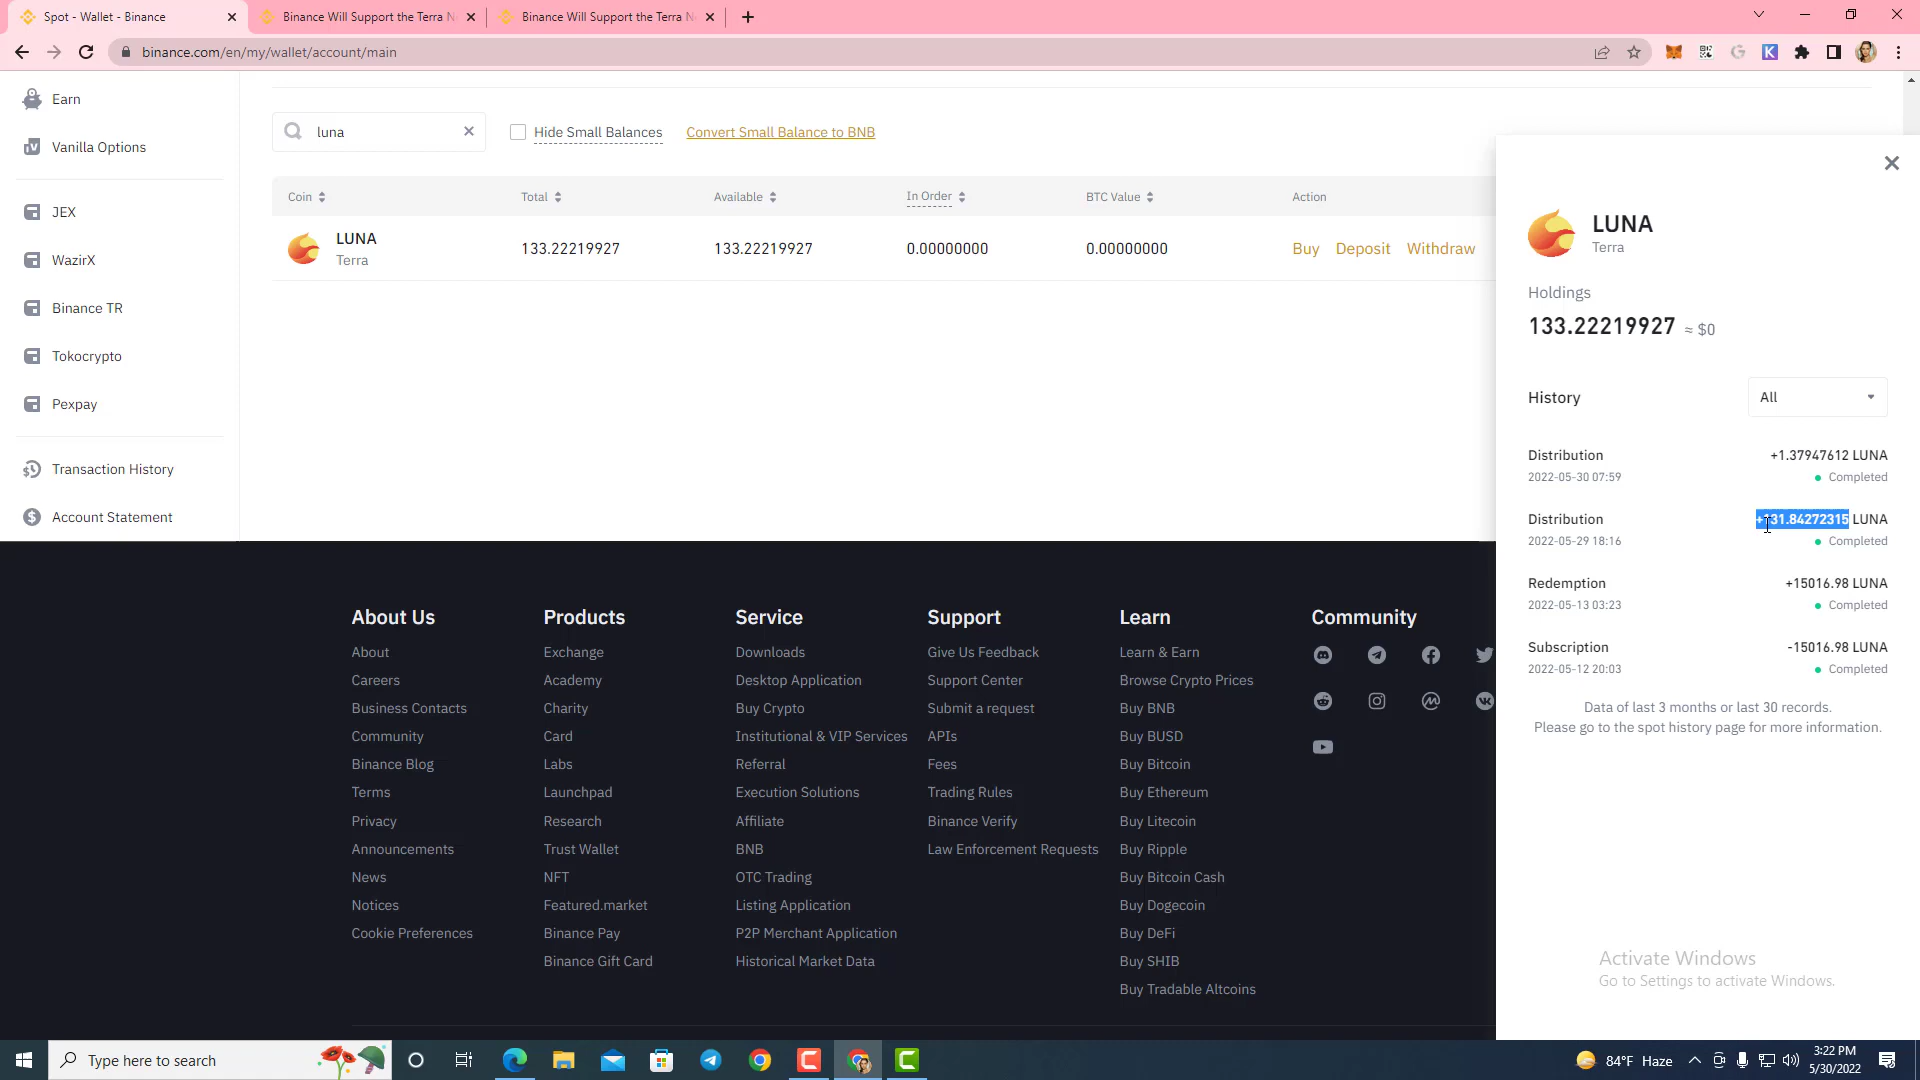 Spot - Wallet - Binance
Binance Will Support the Terra N
Binance Will Support the Terra N
binance.com/en/my/wallet/account/main
Earn
Vanilla Options
JEX
WazirX
Binance TR
Tokocrypto
Pexpay
Transaction History
Account Statement
luna
Hide Small Balances
Convert Small Balance to BNB
Coin Total Available In Order BTC Value Action
LUNA
Terra
133.22219927 133.22219927 0.00000000 0.00000000 Buy Deposit Withdraw
LUNA
Terra
Holdings
133.22219927 ≈ $0
History All
Distribution +1.37947612 LUNA
2022-05-30 07:59 Completed
Distribution +131.84272315 LUNA
2022-05-29 18:16 Completed
Redemption +15016.98 LUNA
2022-05-13 03:23 Completed
Subscription -15016.98 LUNA
2022-05-12 20:03 Completed
Data of last 3 months or last 30 records.
Please go to the spot history page for more information.
About Us
About
Careers
Business Contacts
Community
Binance Blog
Terms
Privacy
Announcements
News
Notices
Cookie Preferences
Products
Exchange
Academy
Charity
Card
Labs
Launchpad
Research
Trust Wallet
NFT
Featured.market
Binance Pay
Binance Gift Card
Service
Downloads
Desktop Application
Buy Crypto
Institutional & VIP Services
Referral
Execution Solutions
Affiliate
BNB
OTC Trading
Listing Application
P2P Merchant Application
Historical Market Data
Support
Give Us Feedback
Support Center
Submit a request
APIs
Fees
Trading Rules
Binance Verify
Law Enforcement Requests
Learn
Learn & Earn
Browse Crypto Prices
Buy BNB
Buy BUSD
Buy Bitcoin
Buy Ethereum
Buy Litecoin
Buy Ripple
Buy Bitcoin Cash
Buy Dogecoin
Buy DeFi
Buy SHIB
Buy Tradable Altcoins
Community
Activate Windows
Go to Settings to activate Windows.
Type here to search
84°F Haze
3:22 PM
5/30/2022